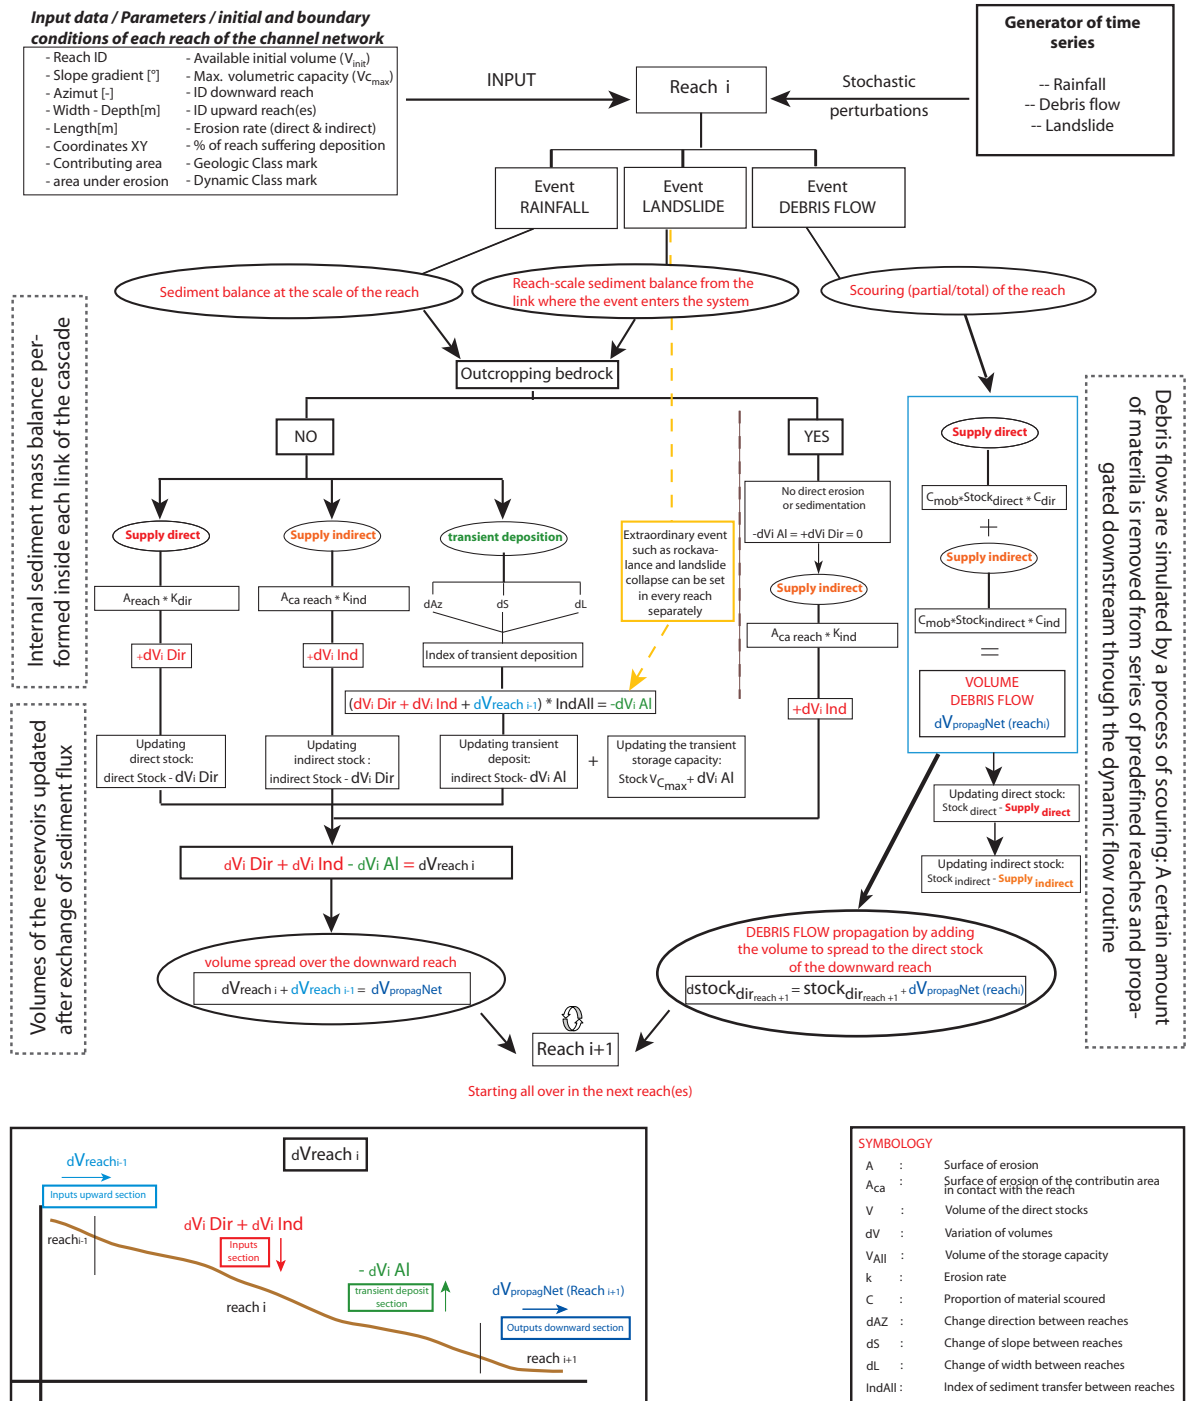 Input data / Parameters / initial and boundary
conditions of each reach of the channel network
- Reach ID
- Slope gradient [°]
- Azimut [-]
- Width - Depth[m]
- Length[m]
- Coordinates XY
- Contributing area
- area under erosion
- Available initial volume (Vinit)
- Max. volumetric capacity (Vcmax)
- ID downward reach
- ID upward reach(es)
- Erosion rate (direct & indirect)
- % of reach suffering deposition
- Geologic Class mark
- Dynamic Class mark
INPUT
Reach i
Stochastic
perturbations
Generator of time
series
-- Rainfall
-- Debris flow
-- Landslide
Event
RAINFALL
Event
LANDSLIDE
Event
DEBRIS FLOW
Sediment balance at the scale of the reach
Reach-scale sediment balance from the
link where the event enters the system
Scouring (partial/total) of the reach
Internal sediment mass balance per-
formed inside each link of the cascade
Volumes of the reservoirs updated
after exchange of sediment flux
Outcropping bedrock
NO
YES
Supply direct
Supply indirect
transient deposition
Areach * Kdir
Aca reach * Kind
dAz
dS
dL
Index of transient deposition
+dVi Dir
+dVi Ind
(dVi Dir + dVi Ind + dVreach i-1) * IndAll = -dVi Al
Extraordinary event
such as rockava-
lance and landslide
collapse can be set
in every reach
separately
No direct erosion
or sedimentation
-dVi Al = +dVi Dir = 0
Supply indirect
Aca reach * Kind
+dVi Ind
Updating
direct stock:
direct Stock - dVi Dir
Updating
indirect stock :
indirect Stock - dVi Dir
Updating transient
deposit:
indirect Stock- dVi Al
+
Updating the transient
storage capacity:
Stock VCmax + dVi Al
dVi Dir + dVi Ind - dVi Al = dVreach i
volume spread over the downward reach
dVreach i + dVreach i-1 = dVpropagNet
Supply direct
Cmob*Stockdirect * Cdir
+
Supply indirect
Cmob*Stockindirect * Cind
=
VOLUME
DEBRIS FLOW
dVpropagNet (reachi)
Updating direct stock:
Stock direct - Supply direct
Updating indirect stock:
Stock indirect - Supply indirect
DEBRIS FLOW propagation by adding
the volume to spread to the direct stock
of the downward reach
dstockdirreach +1 = stockdirreach +1 + dVpropagNet (reachi)
Debris flows are simulated by a process of scouring: A certain amount
of materila is removed from series of predefined reaches and propa-
gated downstream through the dynamic flow routine
Reach i+1
Starting all over in the next reach(es)
dVreach i
dVreachi-1
Inputs upward section
reachi-1
dVi Dir + dVi Ind
Inputs
section
reach i
- dVi Al
transient deposit
section
dVpropagNet (Reach i+1)
Outputs downward section
reach i+1
SYMBOLOGY
A : Surface of erosion
Aca : Surface of erosion of the contributin area
in contact with the reach
V : Volume of the direct stocks
dV : Variation of volumes
VAll : Volume of the storage capacity
k : Erosion rate
C : Proportion of material scoured
dAZ : Change direction between reaches
dS : Change of slope between reaches
dL : Change of width between reaches
IndAll : Index of sediment transfer between reaches